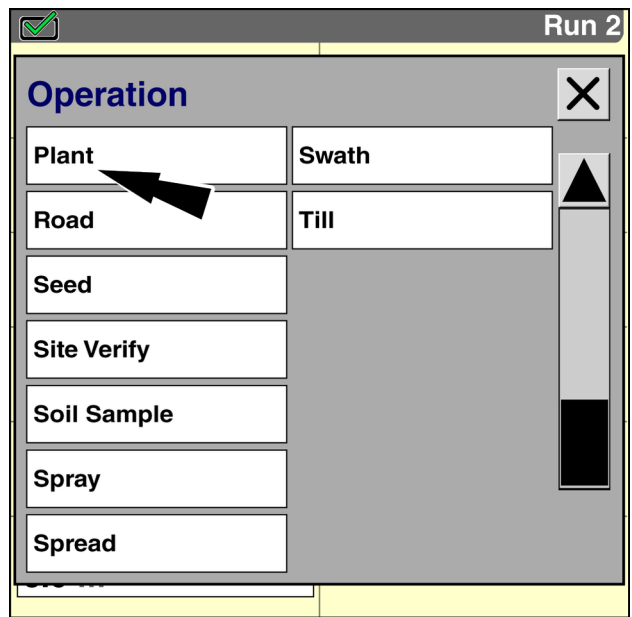 Run 2
Operation
Plant
Swath
Road
Till
Seed
Site Verify
Soil Sample
Spray
Spread